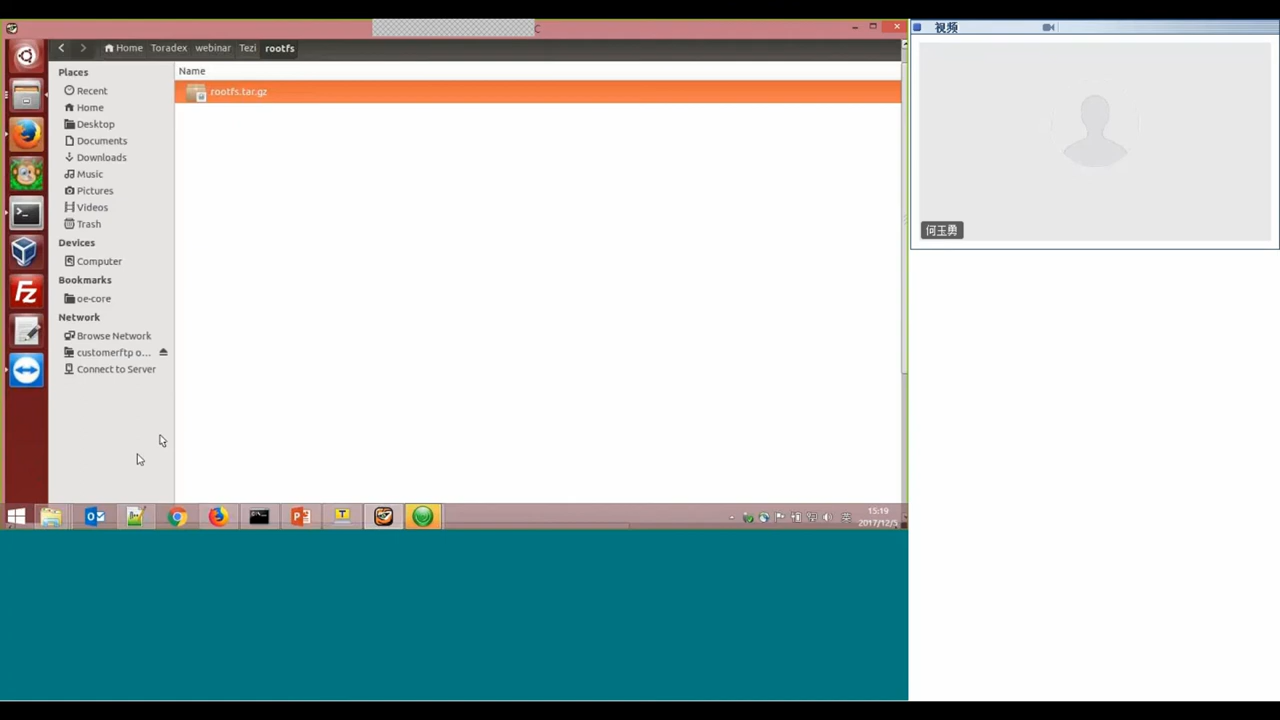 视频
Home Toradex webinar Tezi rootfs
Places
Recent
Home
Desktop
Documents
Downloads
Music
Pictures
Videos
Trash
Devices
Computer
Bookmarks
oe-core
Network
Browse Network
customerftp o...
Connect to Server
Name
rootfs.tar.gz
何玉勇
英
15:19
2017/12/5